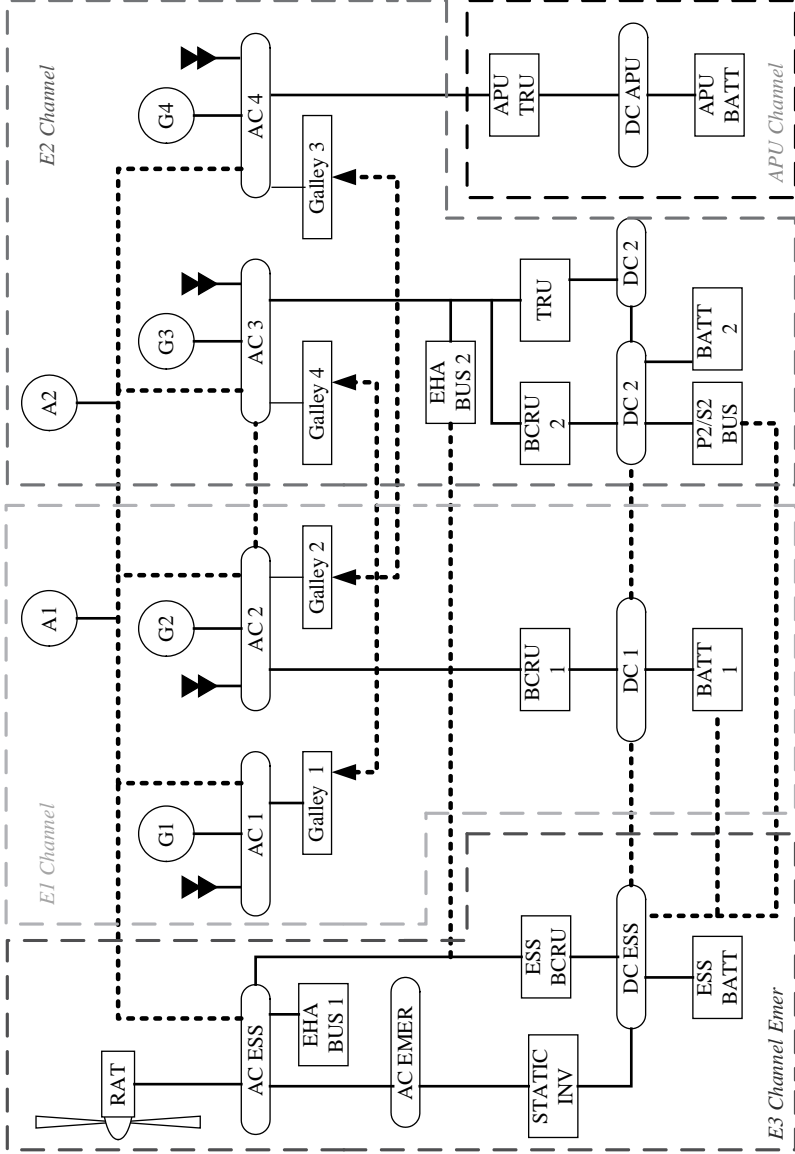 E2 Channel
E1 Channel
A1
A2
RAT
G1
G2
G3
G4
AC ESS
AC 1
AC 2
AC 3
AC 4
EHA
BUS 1
Galley 1
Galley 2
Galley 4
Galley 3
AC EMER
EHA
BUS 2
STATIC
INV
ESS
BCRU
BCRU
1
BCRU
2
TRU
APU
TRU
DC ESS
DC 1
DC 2
DC 2
DC APU
ESS
BATT
BATT
1
P2/S2
BUS
BATT
2
APU
BATT
E3 Channel Emer
APU Channel